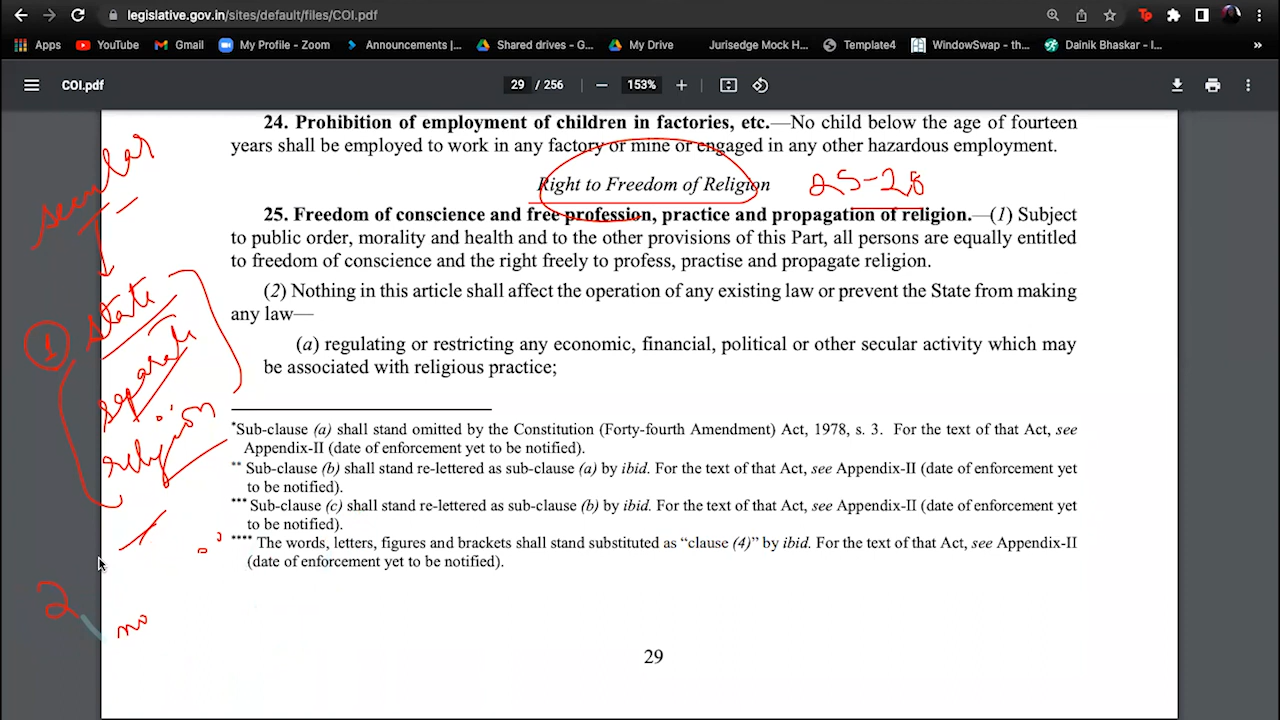 legislative.gov.in/sites/default/files/COI.pdf
Apps YouTube Gmail My Profile - Zoom Announcements |... Shared drives - G... My Drive Jurisedge Mock H... Template4 WindowSwap - th... Dainik Bhaskar - I... »
COI.pdf 29 / 256 153%
24. Prohibition of employment of children in factories, etc.—No child below the age of fourteen
years shall be employed to work in any factory or mine or engaged in any other hazardous employment.
Right to Freedom of Religion 25-28
25. Freedom of conscience and free profession, practice and propagation of religion.—(1) Subject
to public order, morality and health and to the other provisions of this Part, all persons are equally entitled
to freedom of conscience and the right freely to profess, practise and propagate religion.
(2) Nothing in this article shall affect the operation of any existing law or prevent the State from making
any law—
(a) regulating or restricting any economic, financial, political or other secular activity which may
be associated with religious practice;
*Sub-clause (a) shall stand omitted by the Constitution (Forty-fourth Amendment) Act, 1978, s. 3. For the text of that Act, see
Appendix-II (date of enforcement yet to be notified).
** Sub-clause (b) shall stand re-lettered as sub-clause (a) by ibid. For the text of that Act, see Appendix-II (date of enforcement yet
to be notified).
*** Sub-clause (c) shall stand re-lettered as sub-clause (b) by ibid. For the text of that Act, see Appendix-II (date of enforcement yet
to be notified).
**** The words, letters, figures and brackets shall stand substituted as “clause (4)” by ibid. For the text of that Act, see Appendix-II
(date of enforcement yet to be notified).
29
secular
1 state
separate
religion
2 no